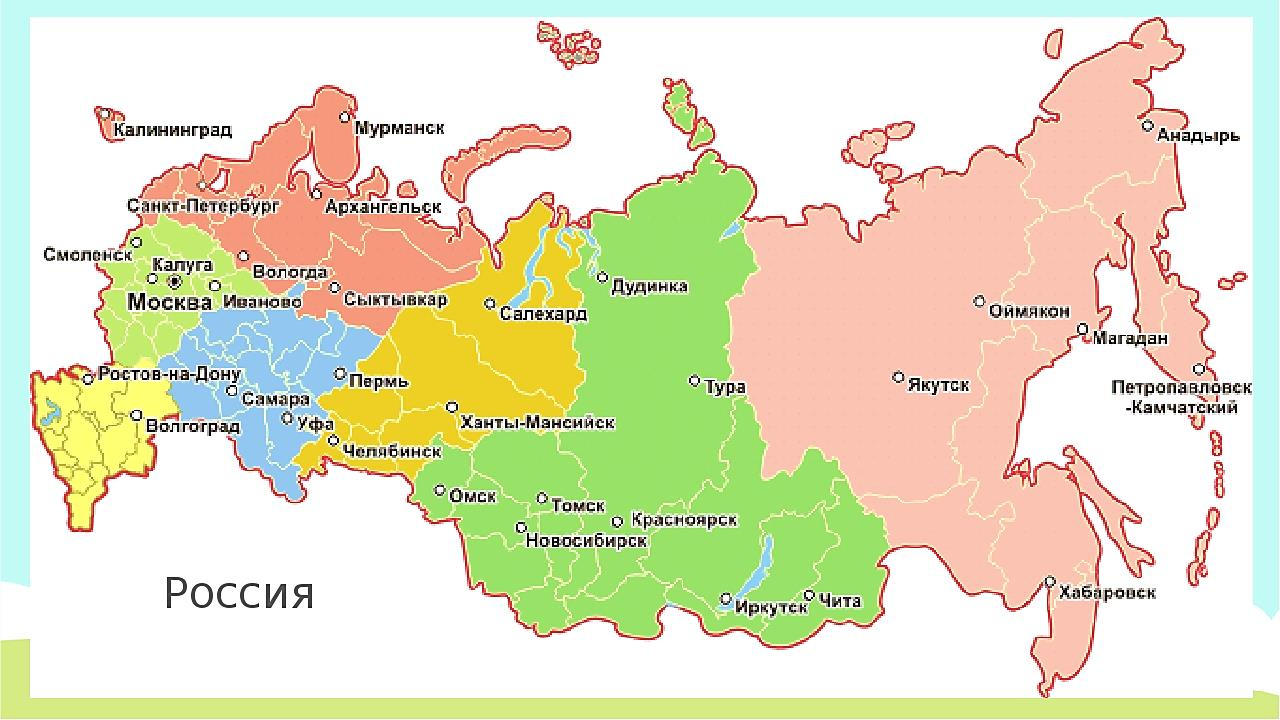 Калининград
Мурманск
Анадырь
Санкт-Петербург
Архангельск
Смоленск
Калуга
Вологда
Москва
Иваново
Сыктывкар
Салехард
Дудинка
Оймякон
Магадан
Ростов-на-Дону
Пермь
Самара
Тура
Якутск
Петропавловск
-Камчатский
Волгоград
Уфа
Ханты-Мансийск
Челябинск
Омск
Томск
Красноярск
Новосибирск
Иркутск
Чита
Хабаровск
Россия